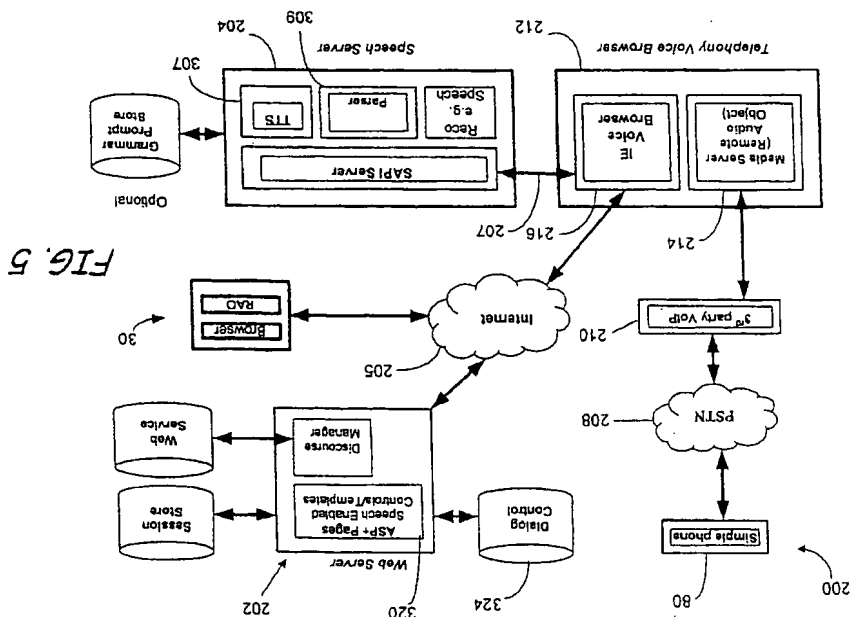 309
204
Speech Server
212
Telephony Voice Browser
307
TTS
Parser
Reco
e.g.
Speech
SAPI Server
Grammar
Prompt
Store
Optional
IE
Voice
Browser
Media Server
(Remote
Audio
Object)
207
216
214
FIG. 5
30
RAD
Browser
Internet
205
210
3rd party VoIP
PSTN
208
Web
Service
Discourse
Manager
Session
Store
ASP+ Pages
Speech Enabled
Controls/Templates
Web Server
Dialog
Control
Simple phone
202
320
324
80
200